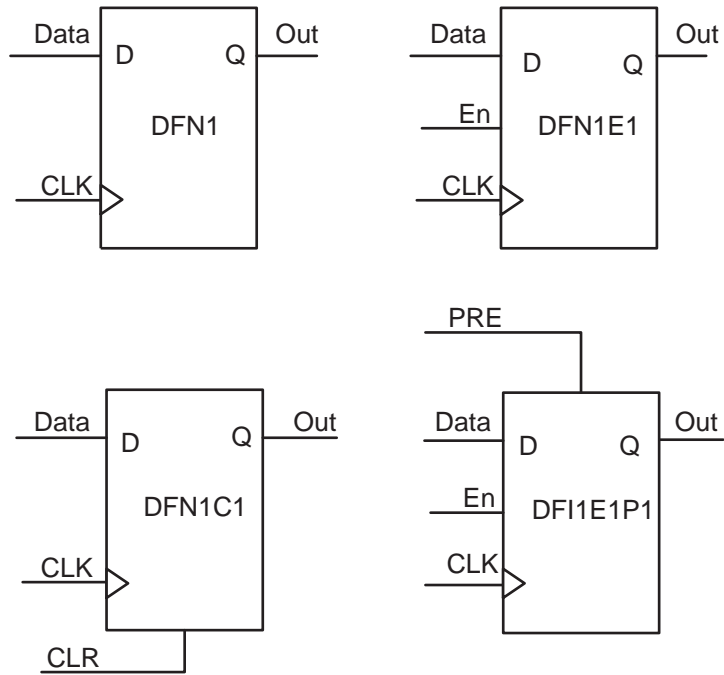 Data
D
Q
Out
DFN1
CLK
Data
D
Q
Out
En
DFN1E1
CLK
Data
D
Q
Out
DFN1C1
CLK
CLR
PRE
Data
D
Q
Out
En
DFI1E1P1
CLK